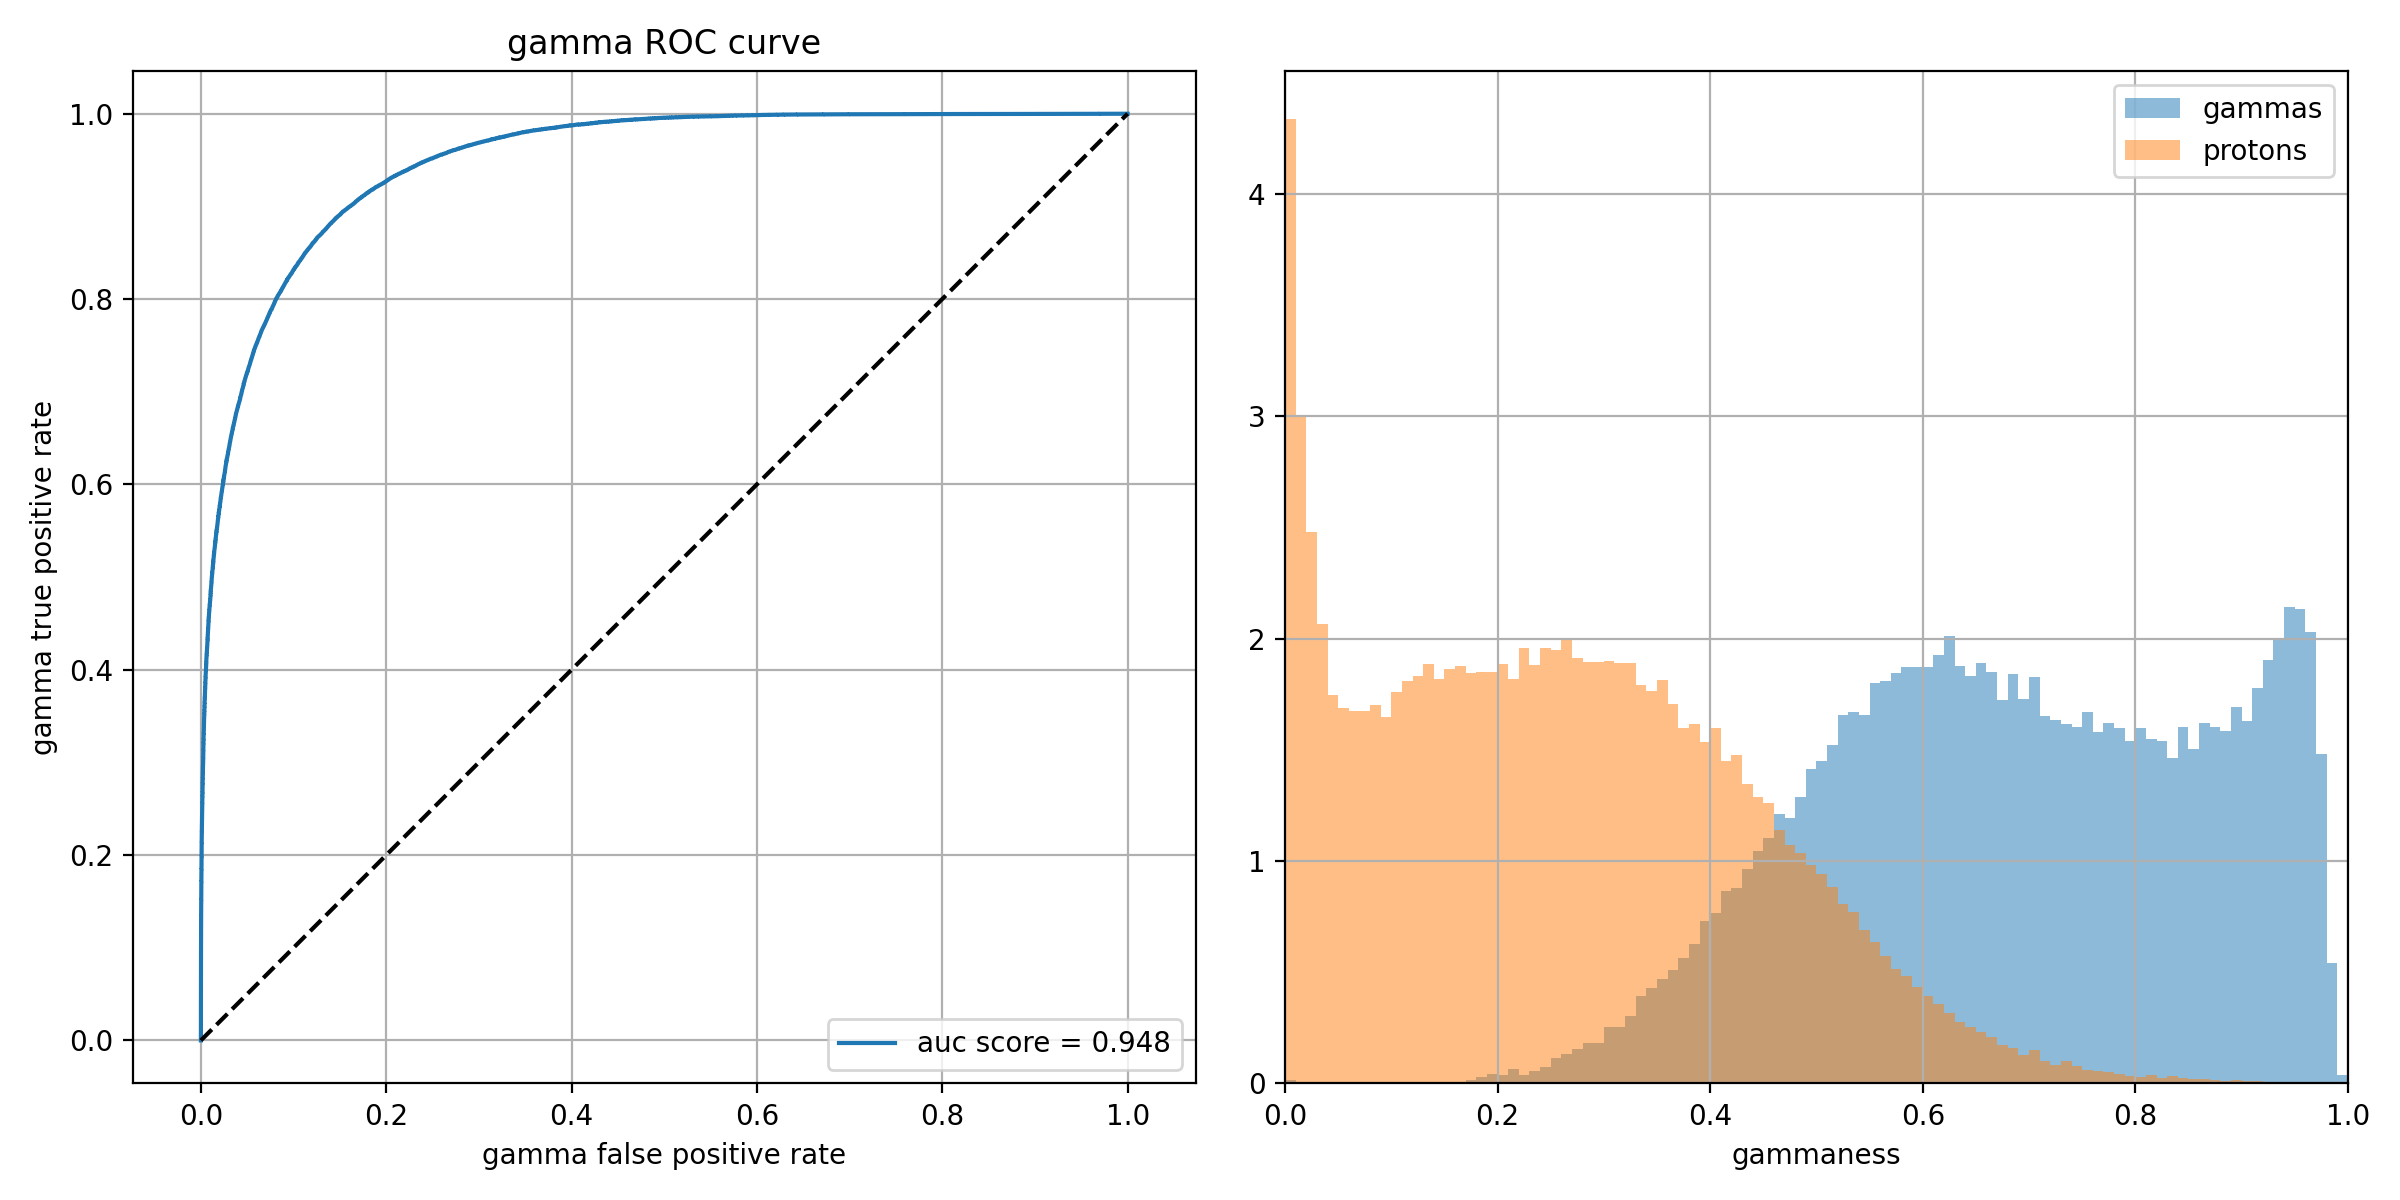 gamma ROC curve
1.0
0.8
0.6
0.4
0.2
0.0
gamma true positive rate
auc score = 0.948
0.0 0.2 0.4 0.6 0.8 1.0
gamma false positive rate
gammas
protons
4
3
2
1
0
0.0 0.2 0.4 0.6 0.8 1.0
gammaness